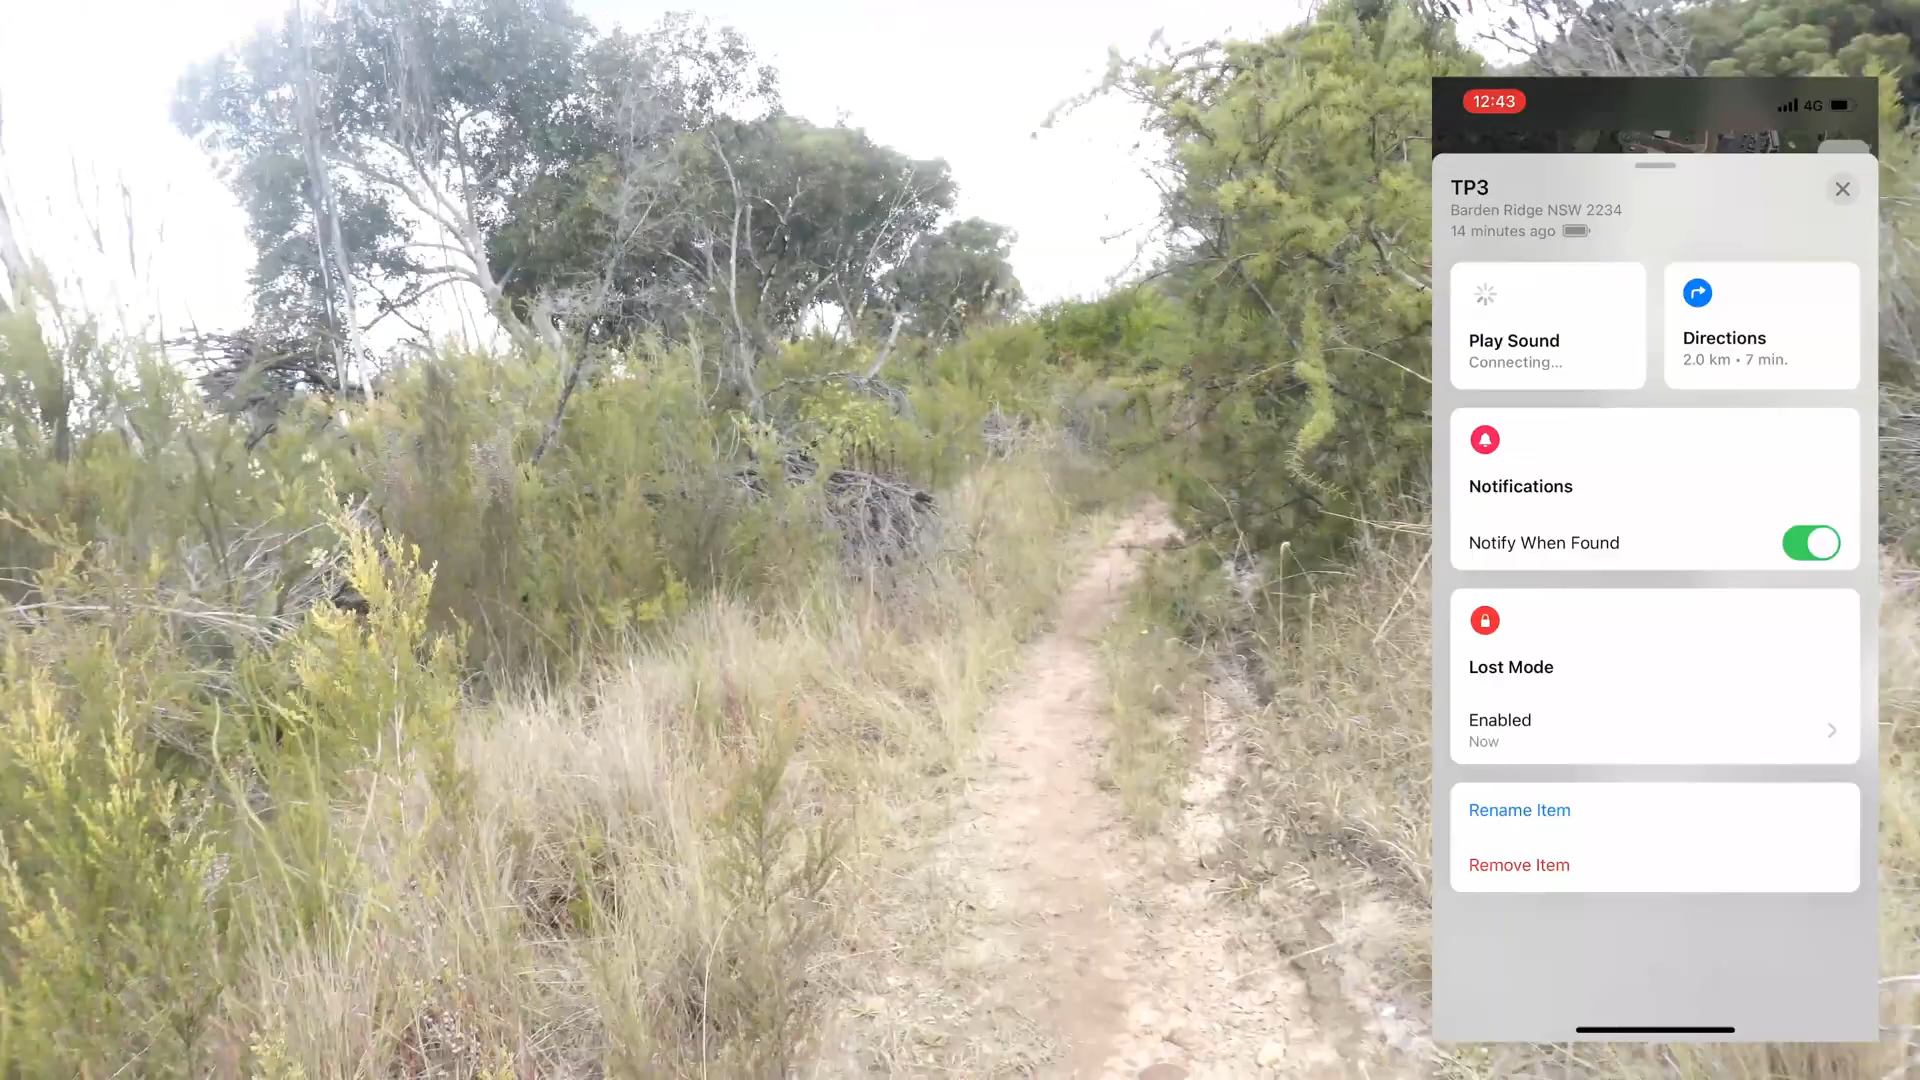 12:43
4G
TP3
Barden Ridge NSW 2234
14 minutes ago
Play Sound
Connecting...
Directions
2.0 km • 7 min.
Notifications
Notify When Found
Lost Mode
Enabled
Now
Rename Item
Remove Item